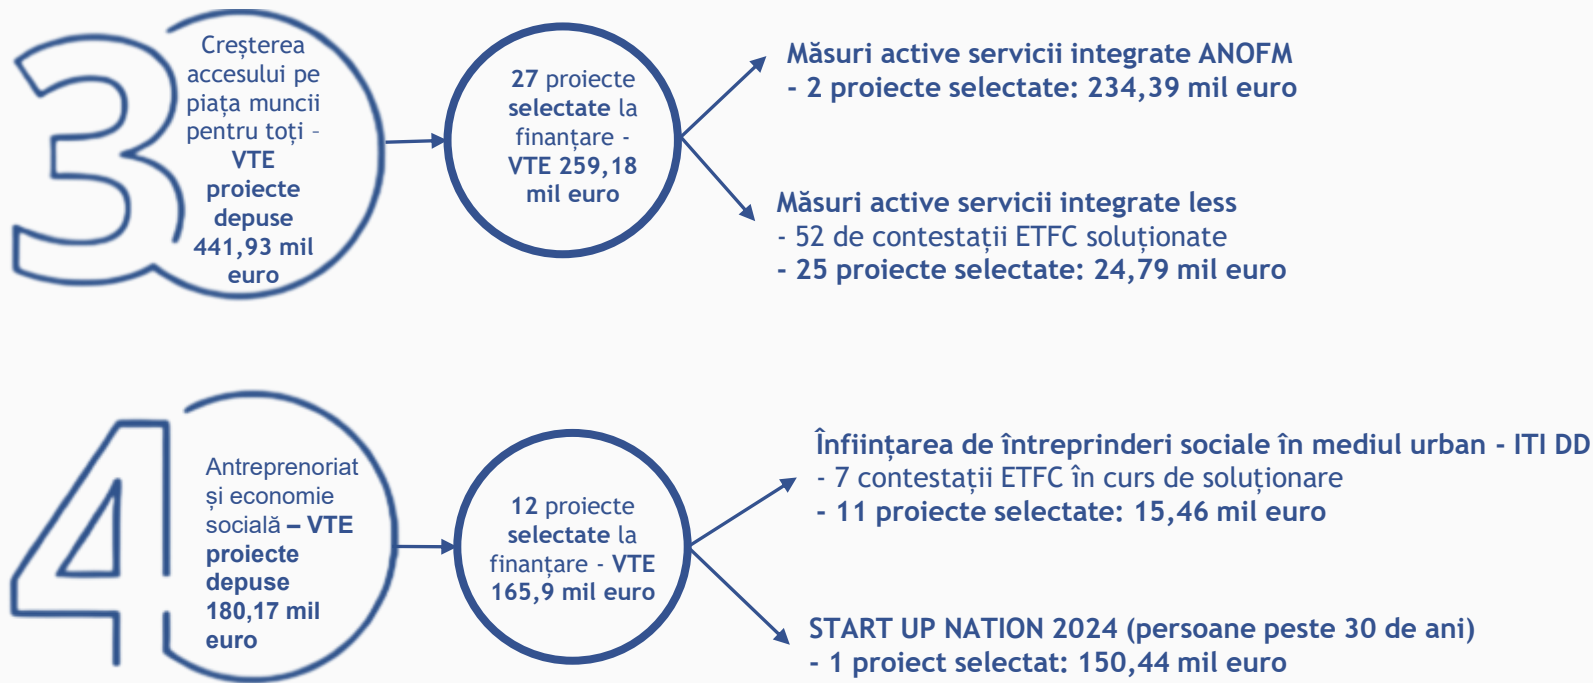 3
Creșterea
accesului pe
piața muncii
pentru toți –
VTE
proiecte
depuse
441,93 mil
euro
27 proiecte
selectate la
finanțare -
VTE 259,18
mil euro
Măsuri active servicii integrate ANOFM
- 2 proiecte selectate: 234,39 mil euro
Măsuri active servicii integrate less
- 52 de contestații ETFC soluționate
- 25 proiecte selectate: 24,79 mil euro
4
Antreprenoriat
și economie
socială – VTE
proiecte
depuse
180,17 mil
euro
12 proiecte
selectate la
finanțare - VTE
165,9 mil euro
Înființarea de întreprinderi sociale în mediul urban - ITI DD
- 7 contestații ETFC în curs de soluționare
- 11 proiecte selectate: 15,46 mil euro
START UP NATION 2024 (persoane peste 30 de ani)
- 1 proiect selectat: 150,44 mil euro